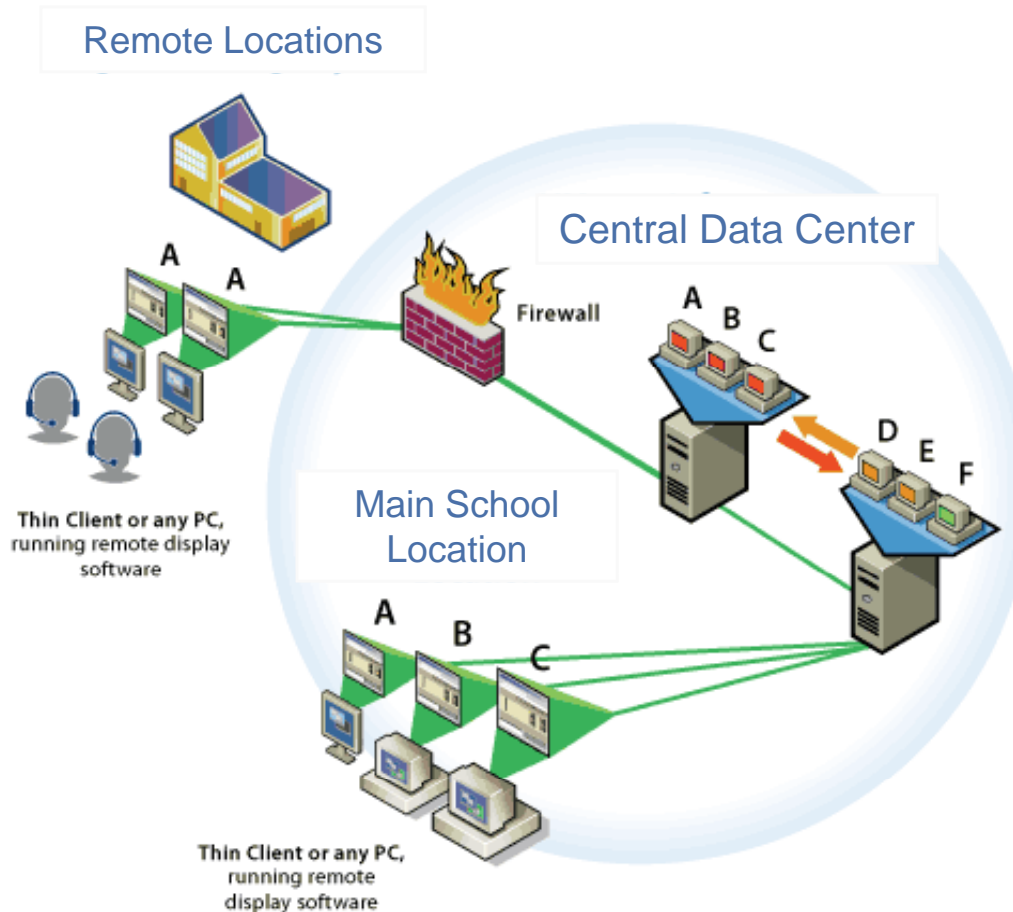 Remote Locations
Central Data Center
A
A
Firewall
A
B
C
D
E
F
Thin Client or any PC,
running remote display
software
Main School
Location
A
B
C
Thin Client or any PC,
running remote
display software